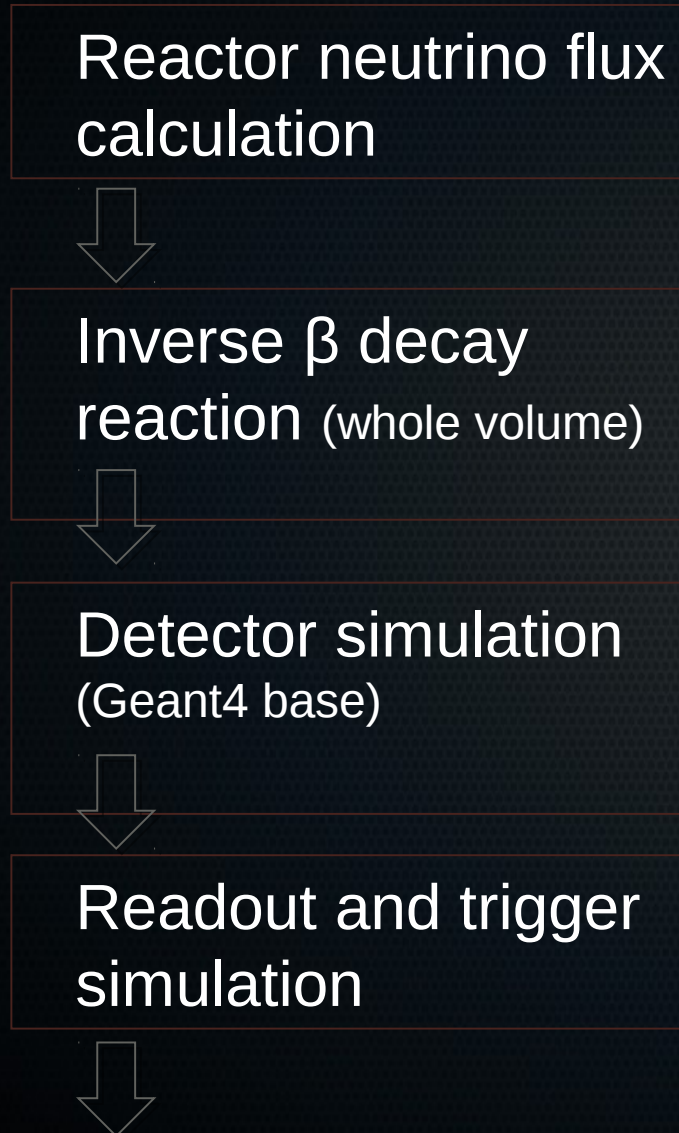 Reactor neutrino flux
calculation
Inverse β decay
reaction (whole volume)
Detector simulation
(Geant4 base)
Readout and trigger
simulation